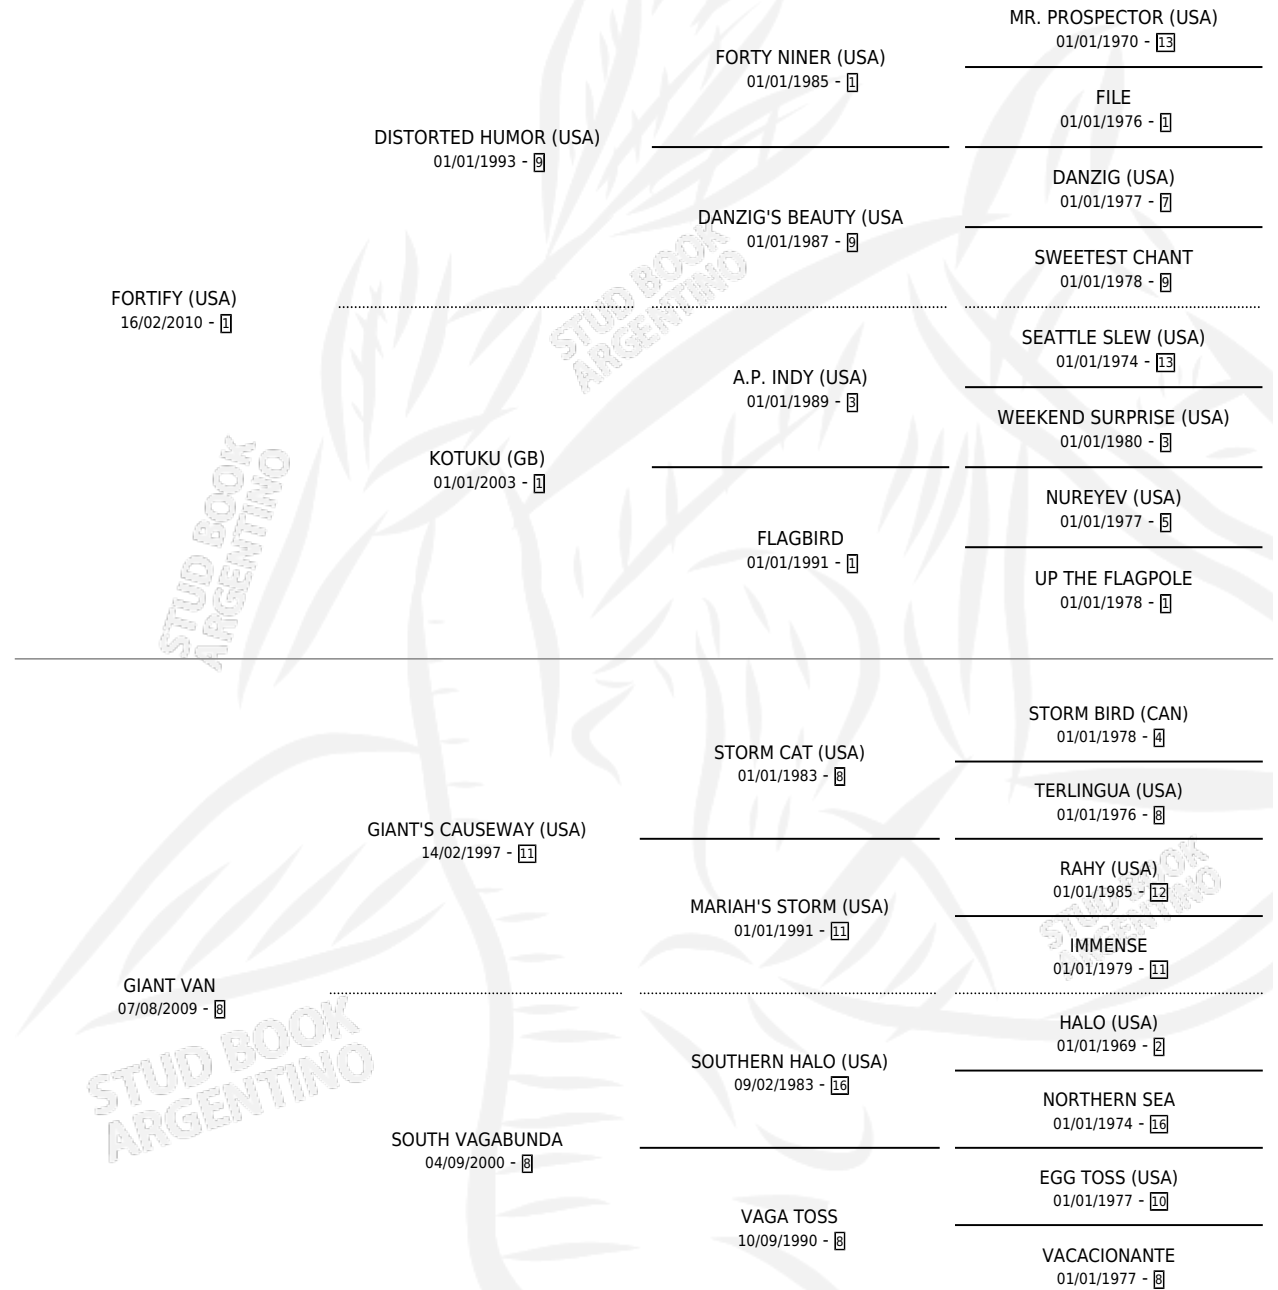 MR. PROSPECTOR (USA)
01/01/1970 - 13
FORTY NINER (USA)
01/01/1985 - 1
FILE
01/01/1976 - 1
DISTORTED HUMOR (USA)
01/01/1993 - 9
DANZIG (USA)
01/01/1977 - 7
DANZIG'S BEAUTY (USA
01/01/1987 - 9
SWEETEST CHANT
01/01/1978 - 9
FORTIFY (USA)
16/02/2010 - 1
SEATTLE SLEW (USA)
01/01/1974 - 13
A.P. INDY (USA)
01/01/1989 - 3
WEEKEND SURPRISE (USA)
01/01/1980 - 3
KOTUKU (GB)
01/01/2003 - 1
NUREYEV (USA)
01/01/1977 - 5
FLAGBIRD
01/01/1991 - 1
UP THE FLAGPOLE
01/01/1978 - 1
STORM BIRD (CAN)
01/01/1978 - 4
STORM CAT (USA)
01/01/1983 - 8
TERLINGUA (USA)
01/01/1976 - 8
GIANT'S CAUSEWAY (USA)
14/02/1997 - 11
RAHY (USA)
01/01/1985 - 12
MARIAH'S STORM (USA)
01/01/1991 - 11
IMMENSE
01/01/1979 - 11
GIANT VAN
07/08/2009 - 8
HALO (USA)
01/01/1969 - 2
SOUTHERN HALO (USA)
09/02/1983 - 16
NORTHERN SEA
01/01/1974 - 16
SOUTH VAGABUNDA
04/09/2000 - 8
EGG TOSS (USA)
01/01/1977 - 10
VAGA TOSS
10/09/1990 - 8
VACACIONANTE
01/01/1977 - 8
STUD BOOK
ARGENTINO
STUD BOOK
ARGENTINO
STUD BOOK
ARGENTINO
STUD BOOK
ARGENTINO